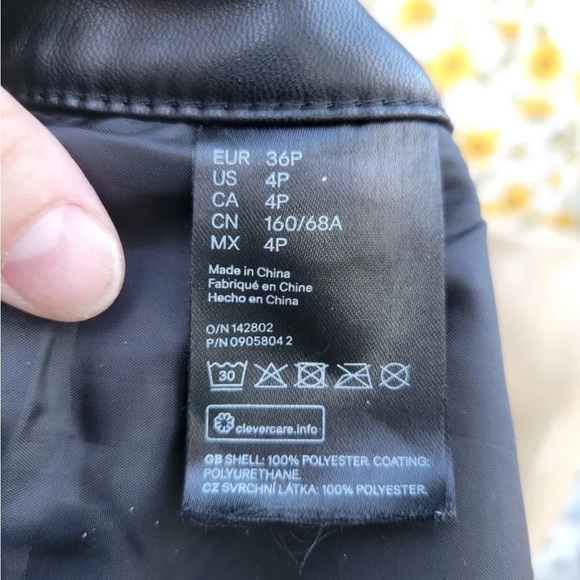 EUR 36P
US 4P
CA 4P
CN 160/68A
MX 4P
Made in China
Fabriqué en Chine
Hecho en China
O/N 142802
P/N 0905804 2
30
clevercare.info
GB SHELL: 100% POLYESTER. COATING:
POLYURETHANE.
CZ SVRCHNÍ LÁTKA: 100% POLYESTER.